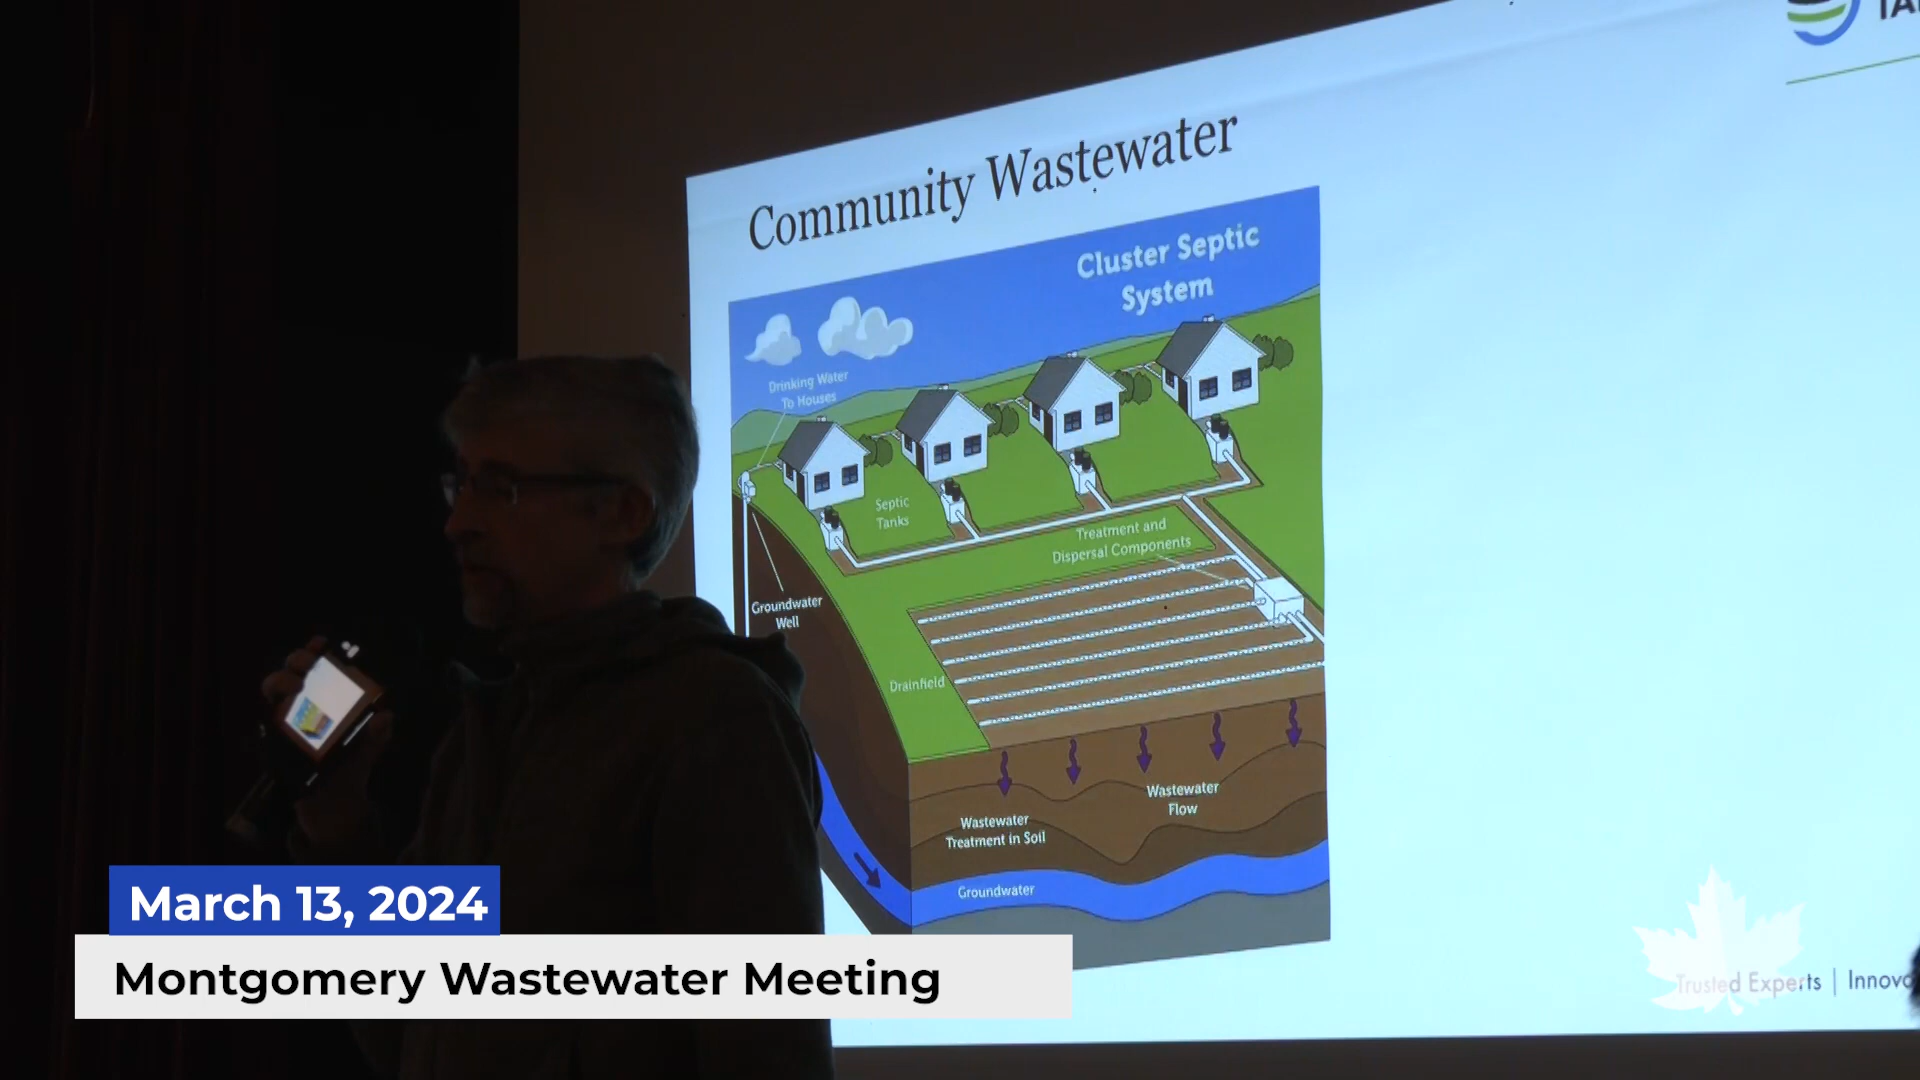 Community Wastewater
Cluster Septic
System
Drinking Water
To Houses
Septic
Tanks
Treatment and
Dispersal Components
Groundwater
Well
Drainfield
Wastewater
Flow
Wastewater
Treatment in Soil
Groundwater
March 13, 2024
Montgomery Wastewater Meeting
Trusted Experts |